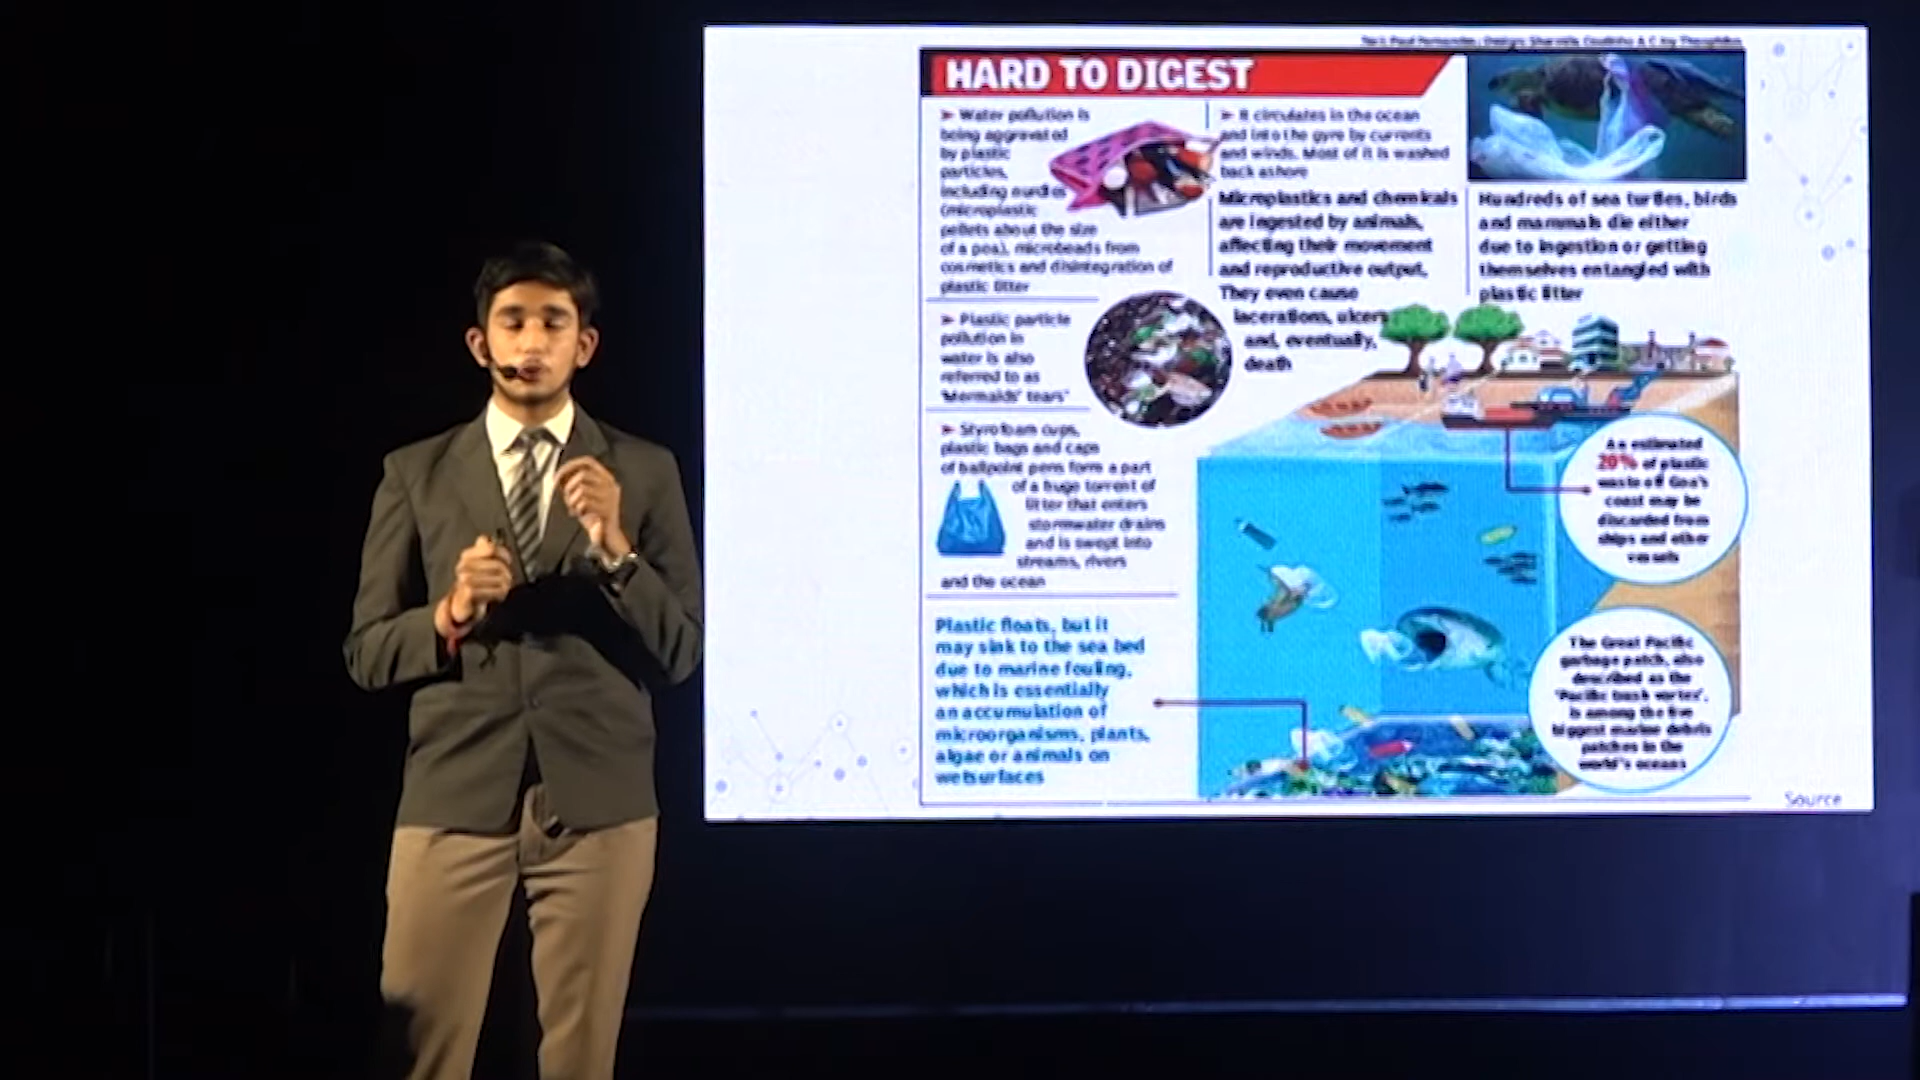 Text: Paul Fernandes, Design: Sharmila Coutinho & C Joy Theophilus
HARD TO DIGEST
➤ Water pollution is
being aggravated
by plastic
particles,
including nurdles
(microplastic
pellets about the size
of a pea), microbeads from
cosmetics and disintegration of
plastic litter
➤ Plastic particle
pollution in
water is also
referred to as
'Mermaids' tears'
➤ Styrofoam cups,
plastic bags and caps
of ballpoint pens form a part
of a huge torrent of
litter that enters
stormwater drains
and is swept into
streams, rivers
and the ocean
Plastic floats, but it
may sink to the sea bed
due to marine fouling,
which is essentially
an accumulation of
microorganisms, plants,
algae or animals on
wet surfaces
➤ It circulates in the ocean
and into the gyre by currents
and winds. Most of it is washed
back ashore
Microplastics and chemicals
are ingested by animals,
affecting their movement
and reproductive output.
They even cause
lacerations, ulcers
and, eventually,
death
Hundreds of sea turtles, birds
and mammals die either
due to ingestion or getting
themselves entangled with
plastic litter
An estimated
20% of plastic
waste off Goa's
coast may be
discarded from
ships and other
vessels
The Great Pacific
garbage patch, also
described as the
'Pacific trash vortex',
is among the five
biggest marine debris
patches in the
world's oceans
Source